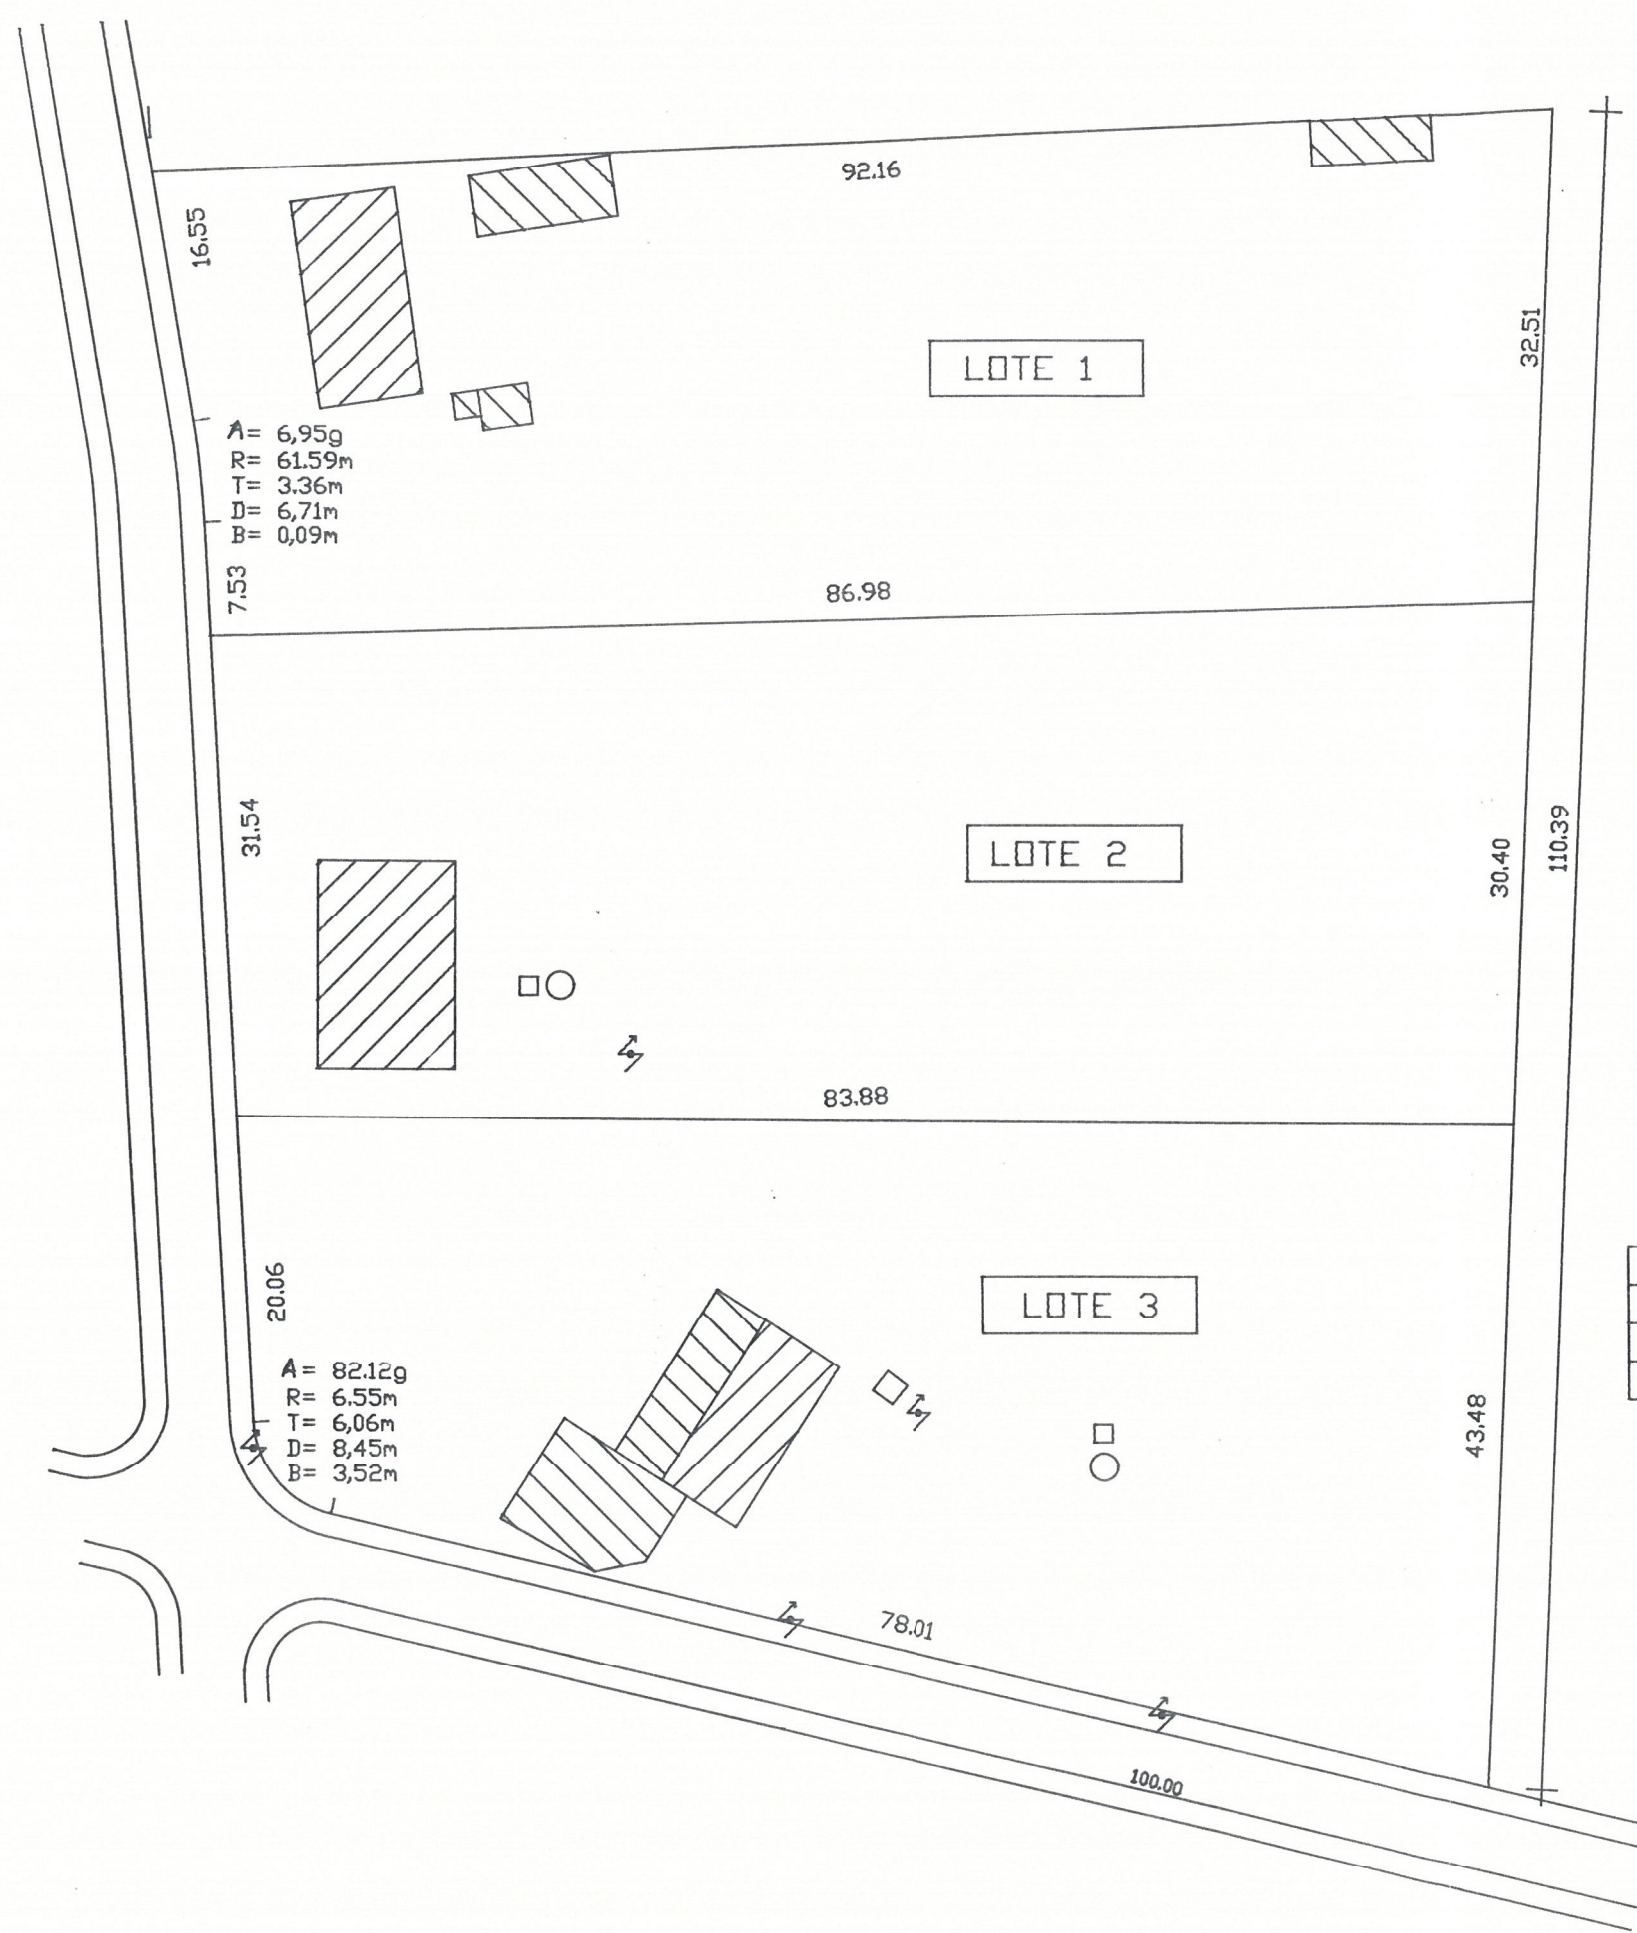 92.16
16.55
32.51
LOTE 1
A= 6,95g
R= 61.59m
T= 3.36m
D= 6,71m
B= 0,09m
7.53
86.98
31.54
LOTE 2
30.40
110.39
83.88
20.06
LOTE 3
A= 82.12g
R= 6.55m
T= 6,06m
D= 8,45m
B= 3,52m
43.48
78.01
100.00